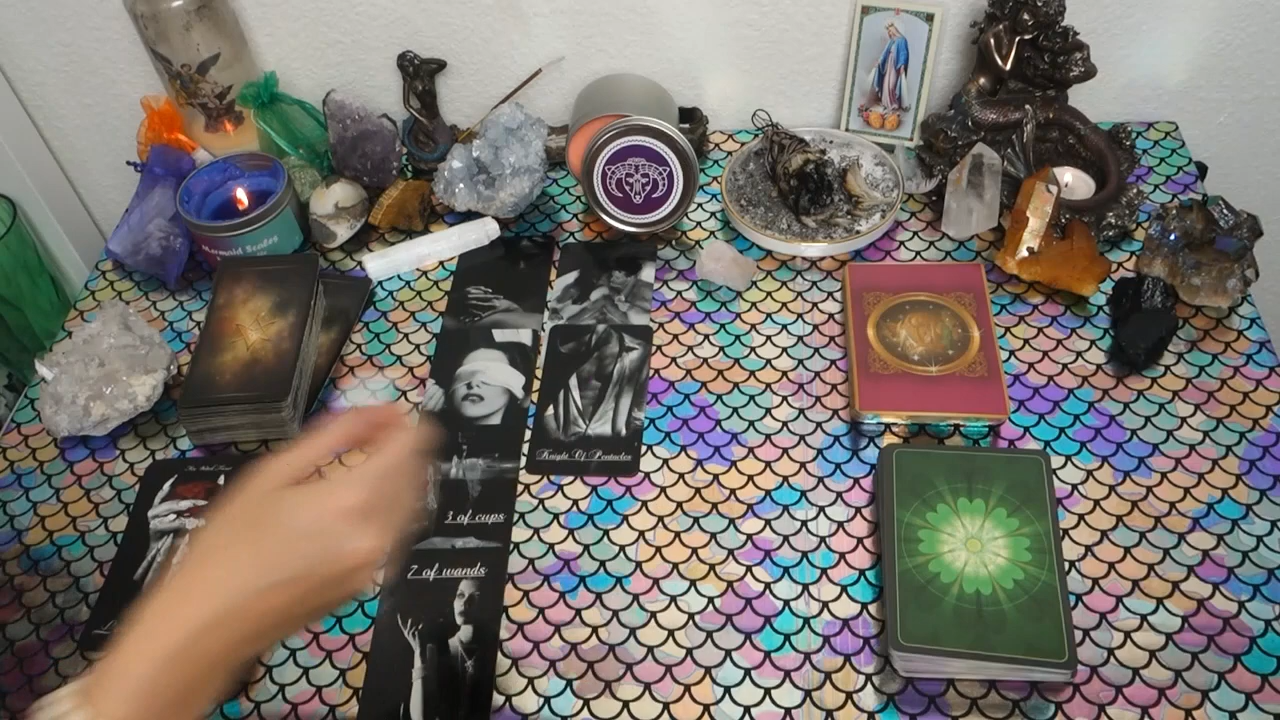 Mermaid Scales
Knight Of Pentacles
3 of cups
7 of wands